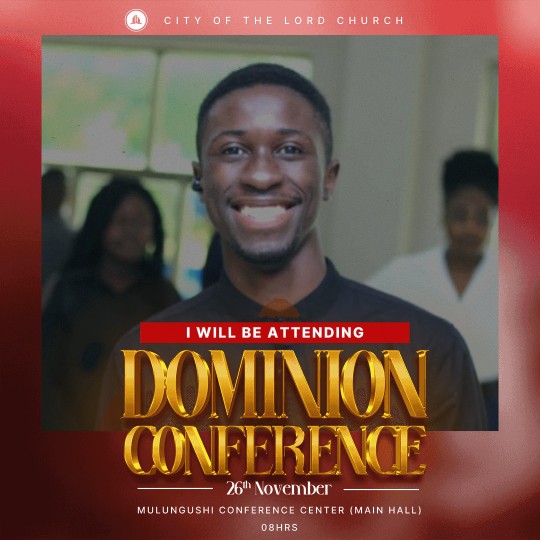 CITY OF THE LORD CHURCH
I WILL BE ATTENDING
DOMINION
CONFERENCE
26th November
MULUNGUSHI CONFERENCE CENTER (MAIN HALL)
08HRS